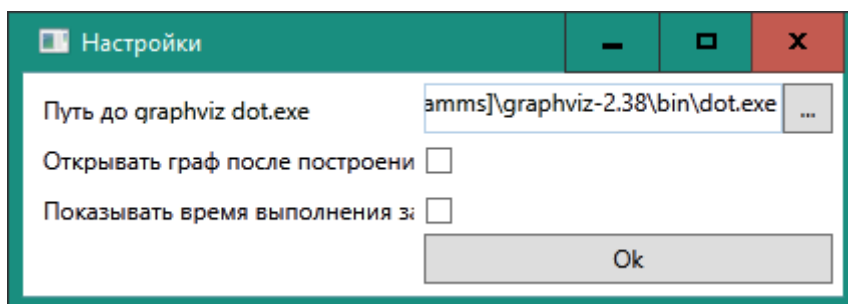 Настройки
Путь до graphviz dot.exe amms]\graphviz-2.38\bin\dot.exe ...
Открывать граф после построени
Показывать время выполнения за
Ok